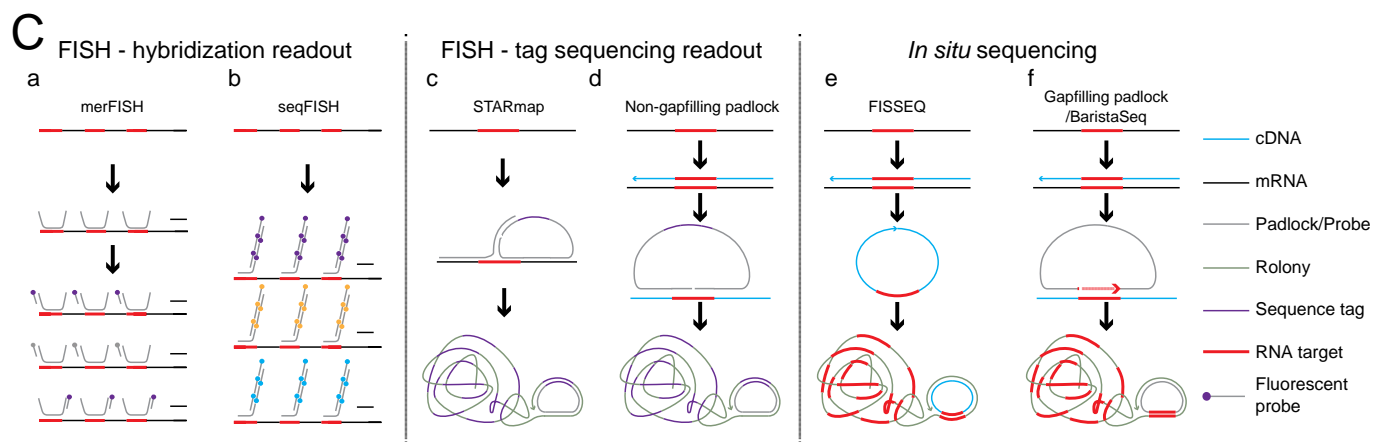 C
FISH - hybridization readout
FISH - tag sequencing readout
In situ sequencing
a
b
c
d
e
f
merFISH
seqFISH
STARmap
Non-gapfilling padlock
FISSEQ
Gapfilling padlock
/BaristaSeq
cDNA
mRNA
Padlock/Probe
Rolony
Sequence tag
RNA target
Fluorescent
probe